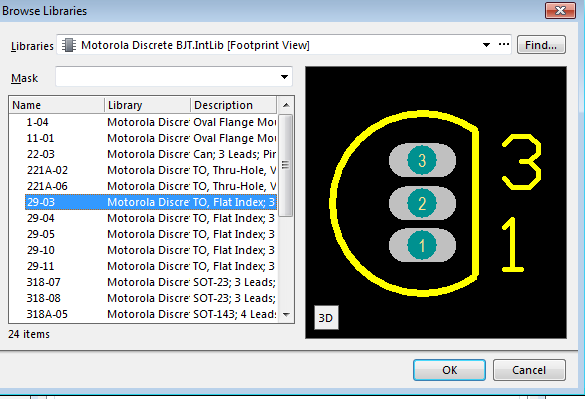 Browse Libraries
Libraries Motorola Discrete BJT.IntLib [Footprint View] ... Find...
Mask
Name Library Description
1-04 Motorola Discre Oval Flange Mou
11-01 Motorola Discre Oval Flange Mou
22-03 Motorola Discre Can; 3 Leads; Pin
221A-02 Motorola Discre TO, Thru-Hole, V
221A-06 Motorola Discre TO, Thru-Hole, V
29-03 Motorola Discre TO, Flat Index; 3
29-04 Motorola Discre TO, Flat Index; 3
29-05 Motorola Discre TO, Flat Index; 3
29-10 Motorola Discre TO, Flat Index; 3
29-11 Motorola Discre TO, Flat Index; 3
318-07 Motorola Discre SOT-23; 3 Leads;
318-08 Motorola Discre SOT-23; 3 Leads;
318A-05 Motorola Discre SOT-143; 4 Leads
24 items
3
2
1
3
1
3D
OK Cancel